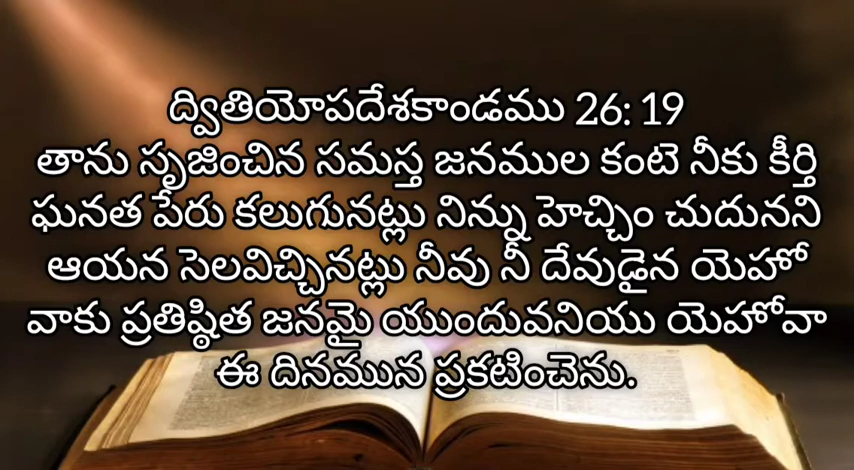 ద్వితియోపదేశకాండము 26: 19
తాను సృజించిన సమస్త జనముల కంటె నీకు కీర్తి
ఘనత పేరు కలుగునట్లు నిన్ను హెచ్చిం చుదునని
ఆయన సెలవిచ్చినట్లు నీవు నీ దేవుడైన యెహో
వాకు ప్రతిష్ఠిత జనమై యుందువనియు యెహోవా
ఈ దినమున ప్రకటించెను.